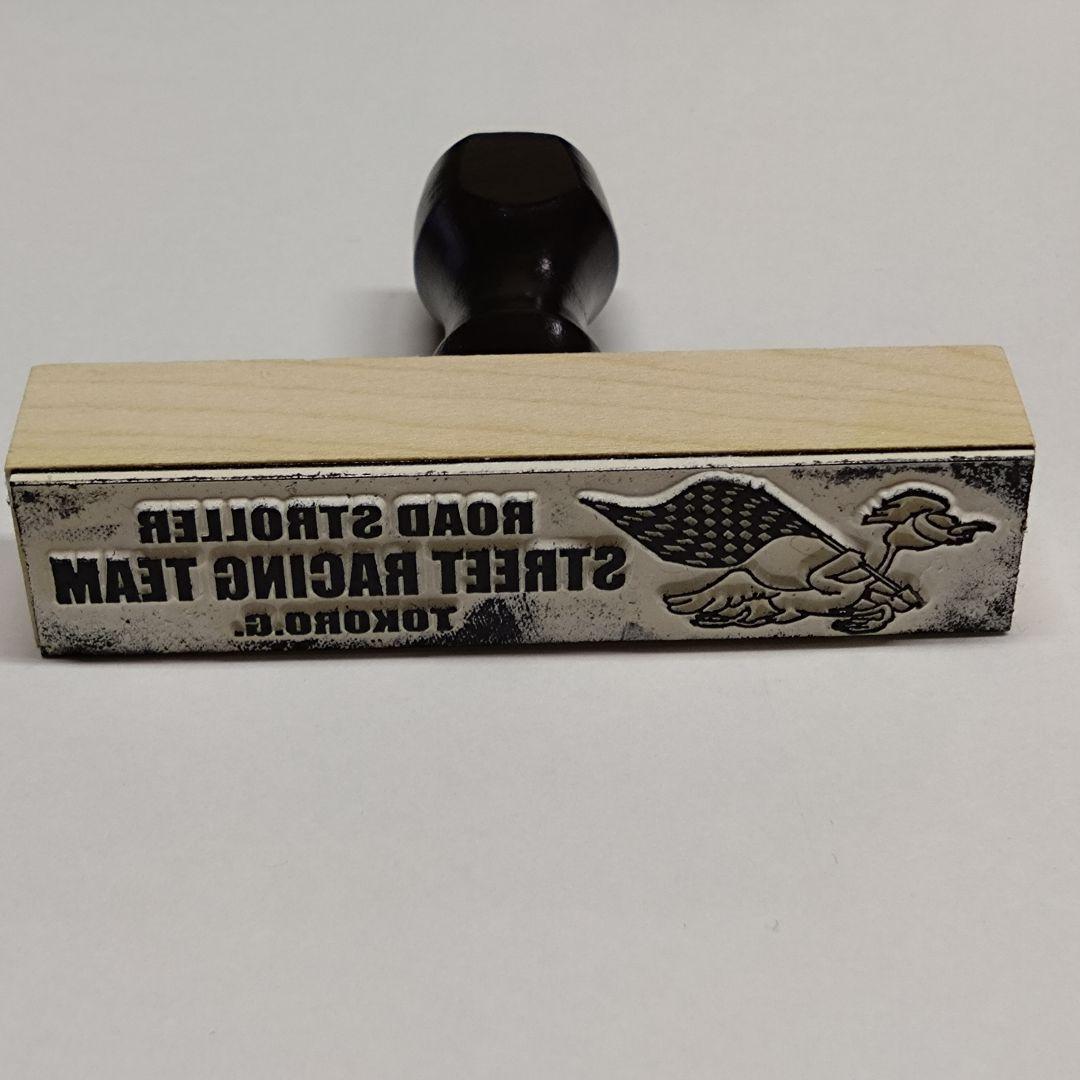 ROAD STROLLER
STREET RACING TEAM
TOKORO.G.